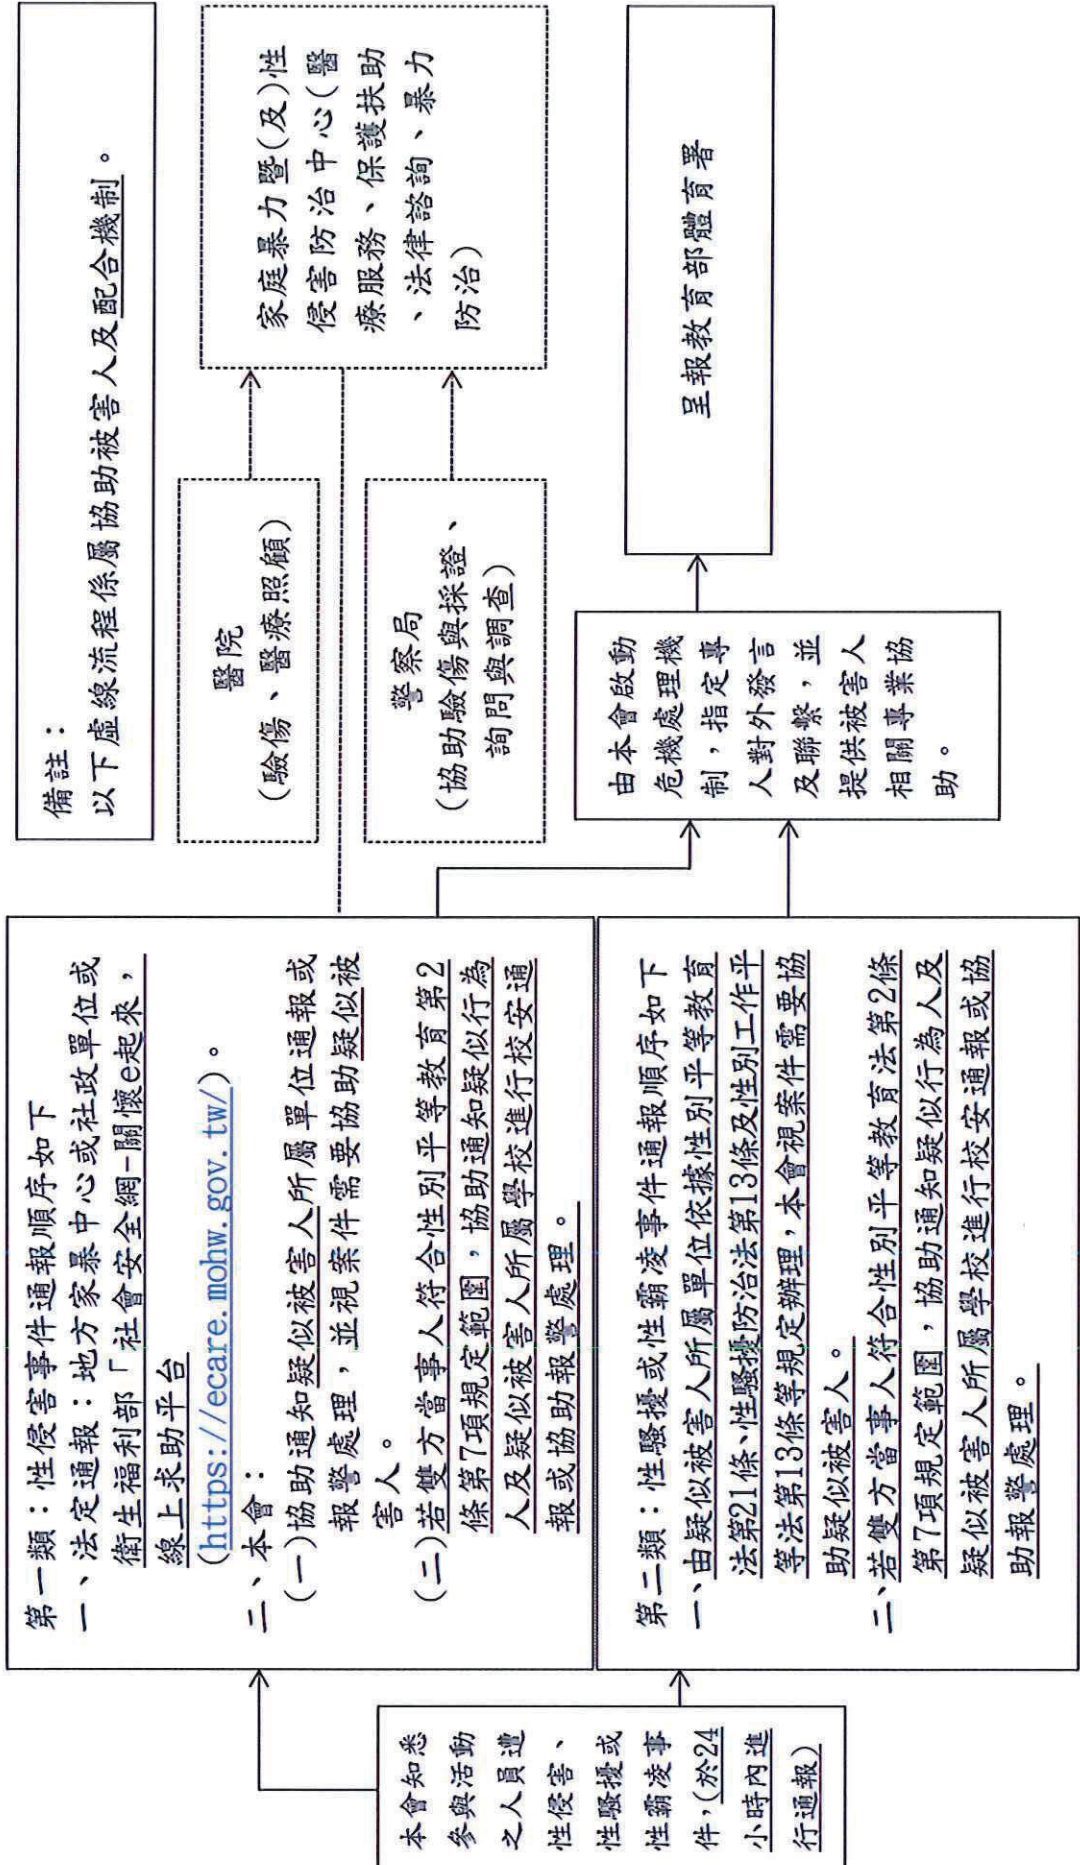 本會知悉
參與活動
之人員遭
性侵害、
性騷擾或
性霸凌事
件，(於24
小時內進
行通報)
第一類：性侵害事件通報順序如下
一、法定通報：地方家暴中心或社政單位或
衛生福利部「社會安全網-關懷e起來，
線上求助平台
(https://ecare.mohw.gov.tw/)。
二、本會：
(一)協助通知疑似被害人所屬單位通報或
報警處理，並視案件需要協助疑似被
害人。
(二)若雙方當事人符合性別平等教育第2
條第7項規定範圍，協助通知疑似行為
人及疑似被害人所屬學校進行校安通
報或協助報警處理。
第二類：性騷擾或性霸凌事件通報順序如下
一、由疑似被害人所屬單位依據性別平等教育
法第21條、性騷擾防治法第13條及性別工作平
等法第13條等規定辦理，本會視案件需要協
助疑似被害人。
二、若雙方當事人符合性別平等教育法第2條
第7項規定範圍，協助通知疑似行為人及
疑似被害人所屬學校進行校安通報或協
助報警處理。
備註：
以下虛線流程係屬協助被害人及配合機制。
醫院
(驗傷、醫療照顧)
警察局
(協助驗傷與採證、
詢問與調查)
家庭暴力暨(及)性
侵害防治中心(醫
療服務、保護扶助
、法律諮詢、暴力
防治)
由本會啟動
危機處理機
制，指定專
人對外發言
及聯繫，並
提供被害人
相關專業協
助。
呈報教育部體育署